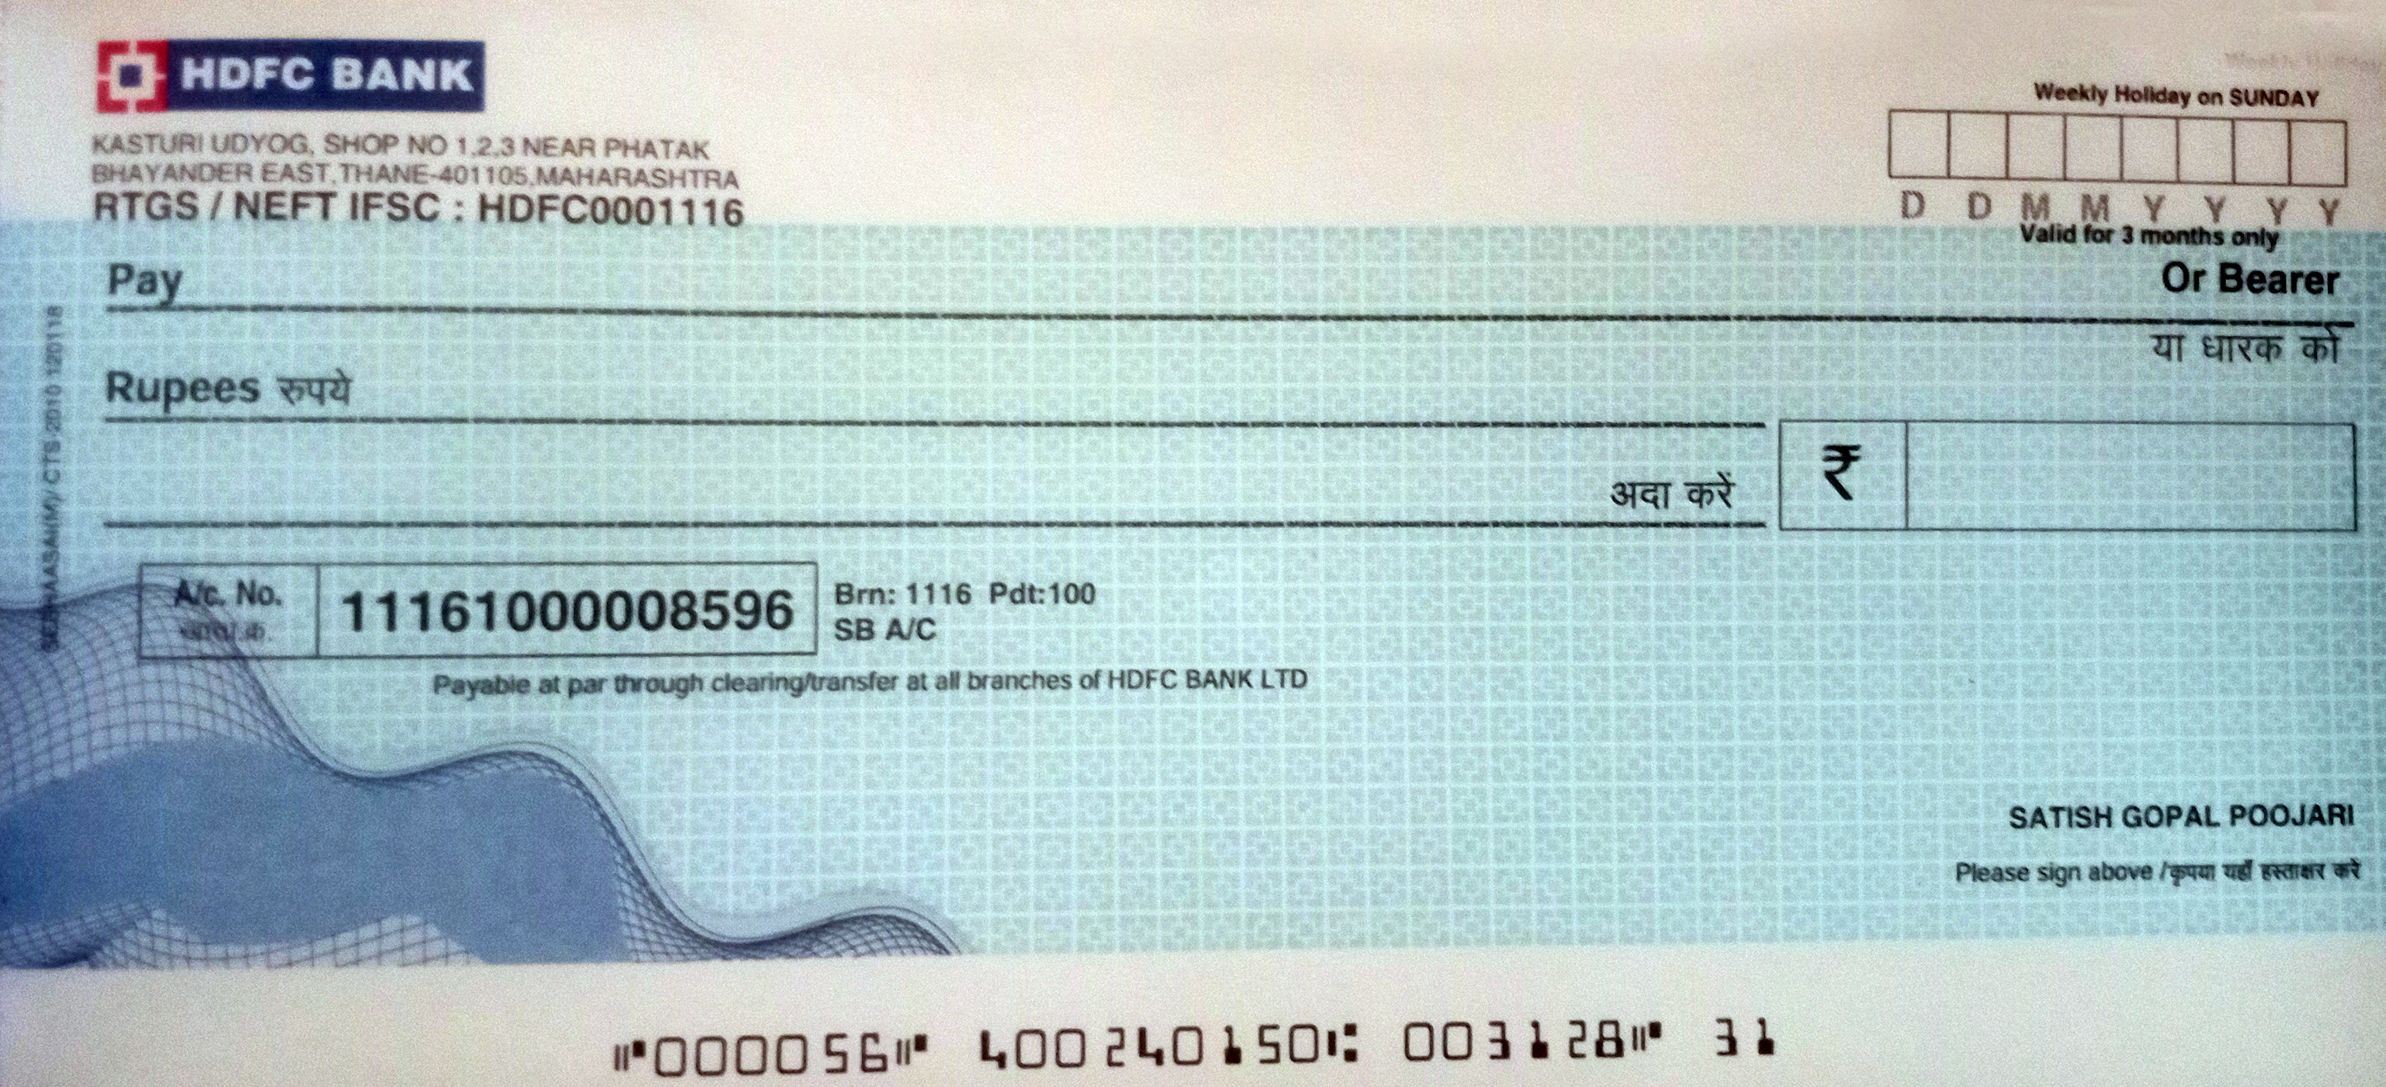 HDFC BANK
KASTURI UDYOG, SHOP NO 1,2,3 NEAR PHATAK
BHAYANDER EAST,THANE-401105,MAHARASHTRA
RTGS / NEFT IFSC : HDFC0001116
Weekly Holiday on SUNDAY
D D M M Y Y Y Y
Valid for 3 months only
Pay
Or Bearer
या धारक को
Rupees रुपये
अदा करें
₹
A/c. No.
11161000008596
Brn: 1116 Pdt:100
SB A/C
Payable at par through clearing/transfer at all branches of HDFC BANK LTD
CTS-2010 120118
SATISH GOPAL POOJARI
Please sign above /कृपया यहाँ हस्ताक्षर करे
⑈000056⑈ 400240150⑆ 003128⑈ 31